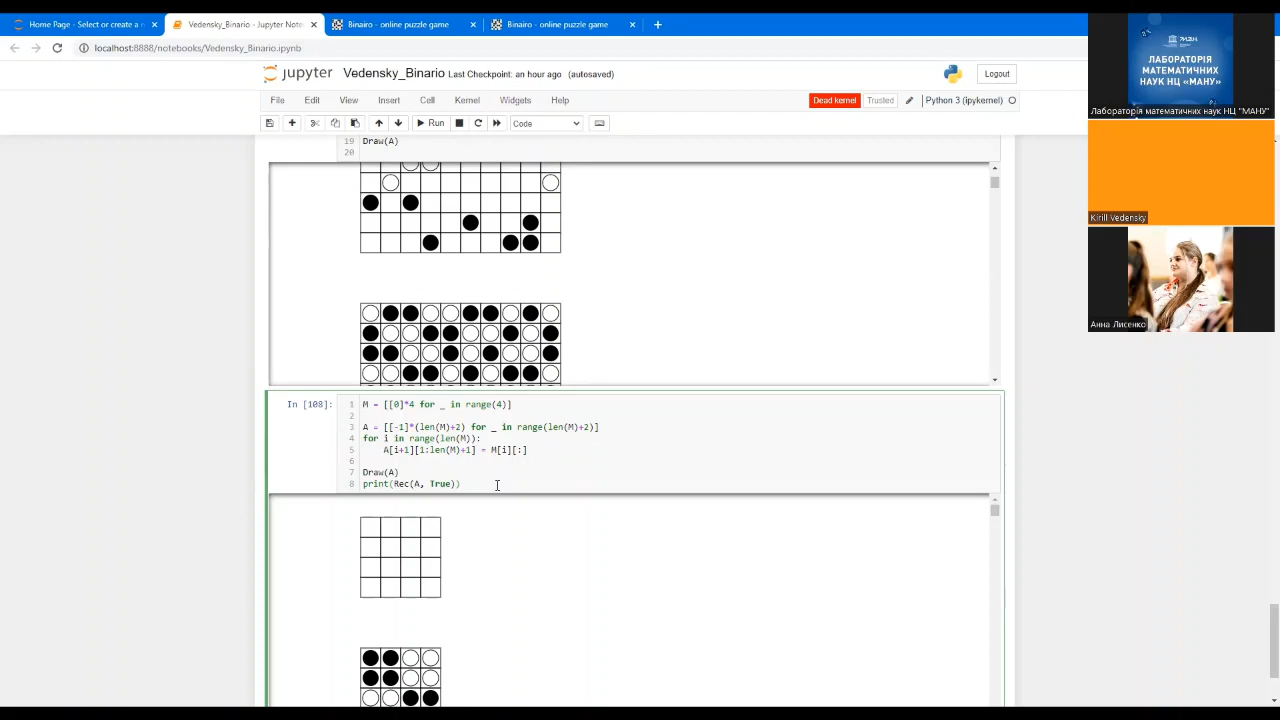 Home Page - Select or create a n
Vedensky_Binario - Jupyter Note
Binairo - online puzzle game
Binairo - online puzzle game
localhost:8888/notebooks/Vedensky_Binario.ipynb
jupyter Vedensky_Binario Last Checkpoint: an hour ago (autosaved)
Logout
File Edit View Insert Cell Kernel Widgets Help
Dead kernel Trusted Python 3 (ipykernel)
Run Code
19 Draw(A)
20
In [108]:
1 M = [[0]*4 for _ in range(4)]
2
3 A = [[-1]*(len(M)+2) for _ in range(len(M)+2)]
4 for i in range(len(M)):
5 A[i+1][1:len(M)+1] = M[i][:]
6
7 Draw(A)
8 print(Rec(A, True))
ЛАБОРАТОРІЯ
МАТЕМАТИЧНИХ
НАУК НЦ «МАНУ»
Лабораторія математичних наук НЦ "МАНУ"
Kirill Vedensky
Анна Лисенко